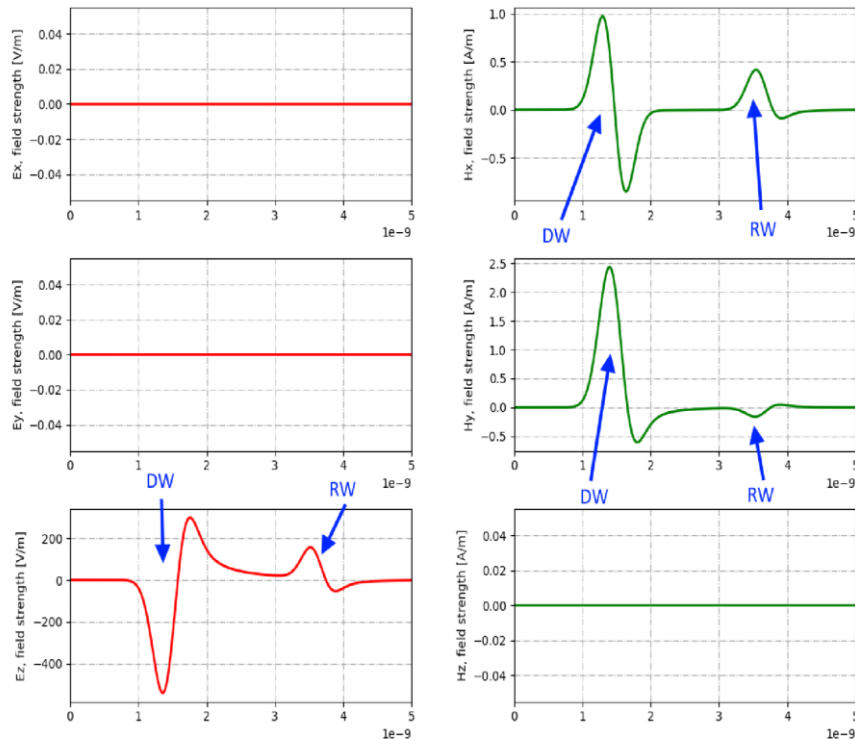 Ex, field strength [V/m]
0.04
0.02
0.00
−0.02
−0.04
0 1 2 3 4 5
1e-9
Hx, field strength [A/m]
1.0
0.5
0.0
−0.5
0 1 2 3 4 5
1e-9
DW
RW
Ey, field strength [V/m]
0.04
0.02
0.00
−0.02
−0.04
0 1 2 3 4 5
1e-9
Hy, field strength [A/m]
2.5
2.0
1.5
1.0
0.5
0.0
−0.5
0 1 2 3 4 5
1e-9
DW
RW
Ez, field strength [V/m]
200
0
−200
−400
0 1 2 3 4 5
1e-9
DW
RW
Hz, field strength [A/m]
0.04
0.02
0.00
−0.02
−0.04
0 1 2 3 4 5
1e-9